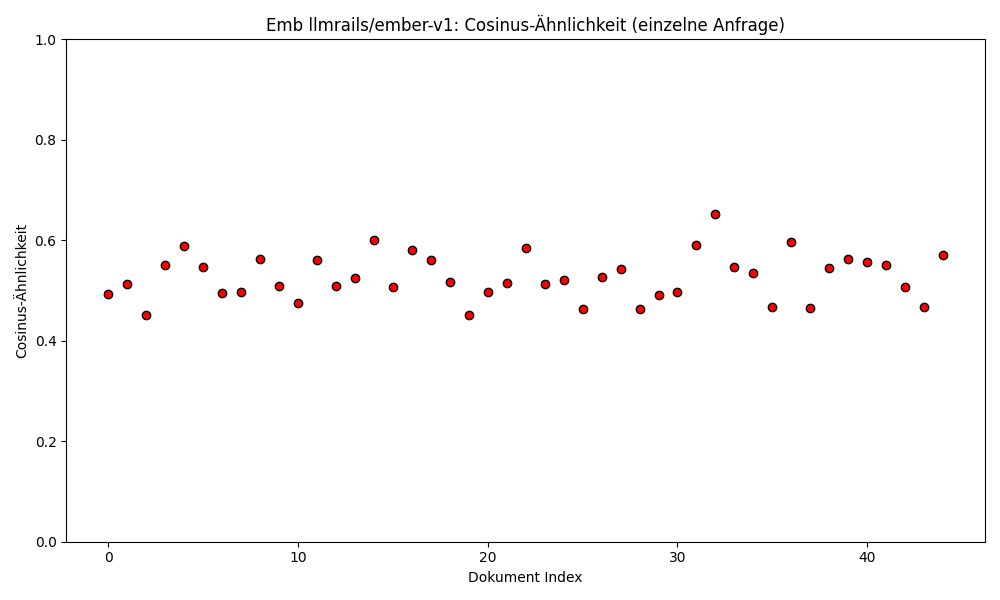 Emb llmrails/ember-v1: Cosinus-Ähnlichkeit (einzelne Anfrage)
1.0
0.8
0.6
0.4
0.2
0.0
Cosinus-Ähnlichkeit
0 10 20 30 40
Dokument Index